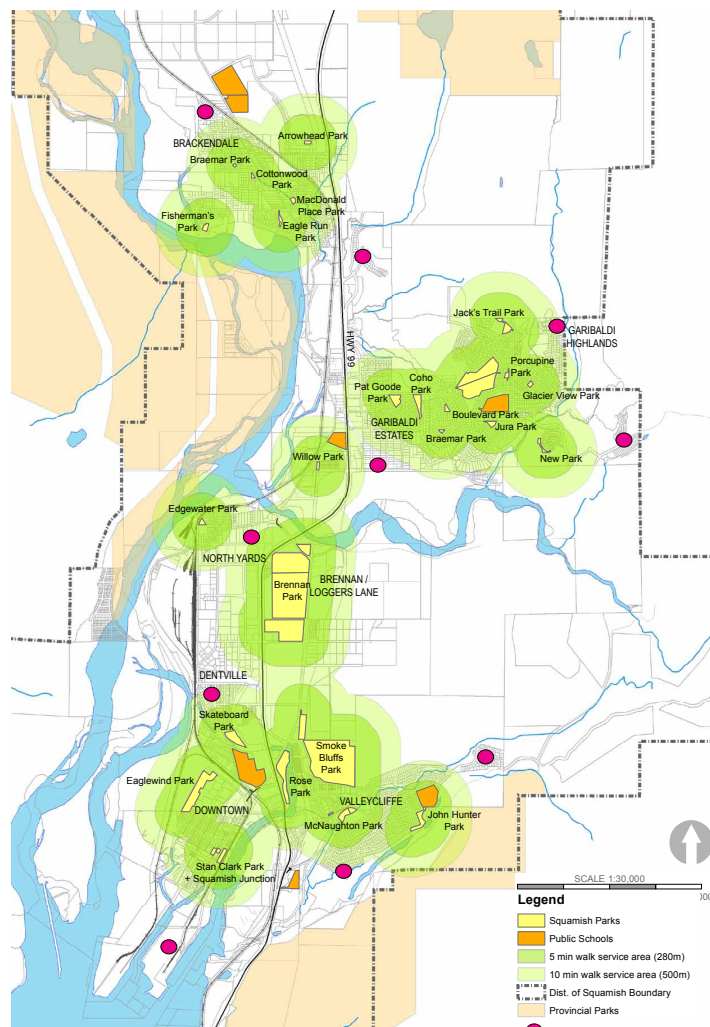 BRACKENDALE
Arrowhead Park
Braemar Park
Cottonwood
Park
MacDonald
Place Park
Fisherman's
Park
Eagle Run
Park
HWY 99
Jack's Trail Park
GARIBALDI
HIGHLANDS
Porcupine
Park
Pat Goode
Park
Coho
Park
Glacier View Park
Boulevard Park
GARIBALDI
ESTATES
Jura Park
Braemar Park
Willow Park
New Park
Edgewater Park
NORTH YARDS
BRENNAN /
LOGGERS LANE
Brennan
Park
DENTVILLE
Skateboard
Park
Smoke
Bluffs
Park
Eaglewind Park
Rose
Park
DOWNTOWN
VALLEYCLIFFE
McNaughton Park
John Hunter
Park
Stan Clark Park
+ Squamish Junction
SCALE 1:30,000
Legend
Squamish Parks
Public Schools
5 min walk service area (280m)
10 min walk service area (500m)
Dist. of Squamish Boundary
Provincial Parks